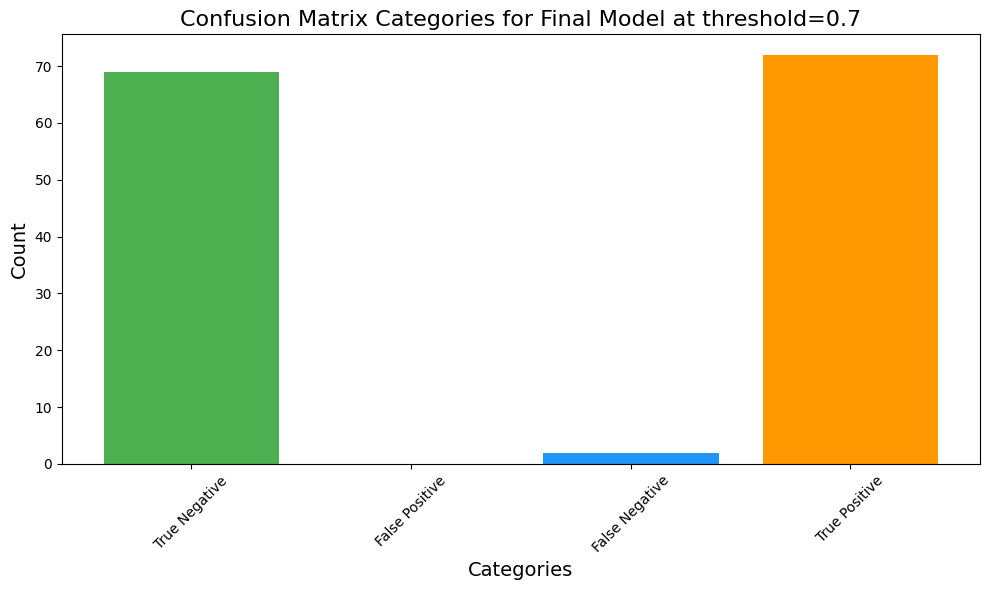 Confusion Matrix Categories for Final Model at threshold=0.7
Count
70
60
50
40
30
20
10
0
True Negative
False Positive
False Negative
True Positive
Categories